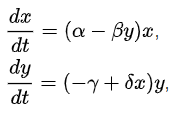 dx/dt = (α − βy)x,
dy/dt = (−γ + δx)y,